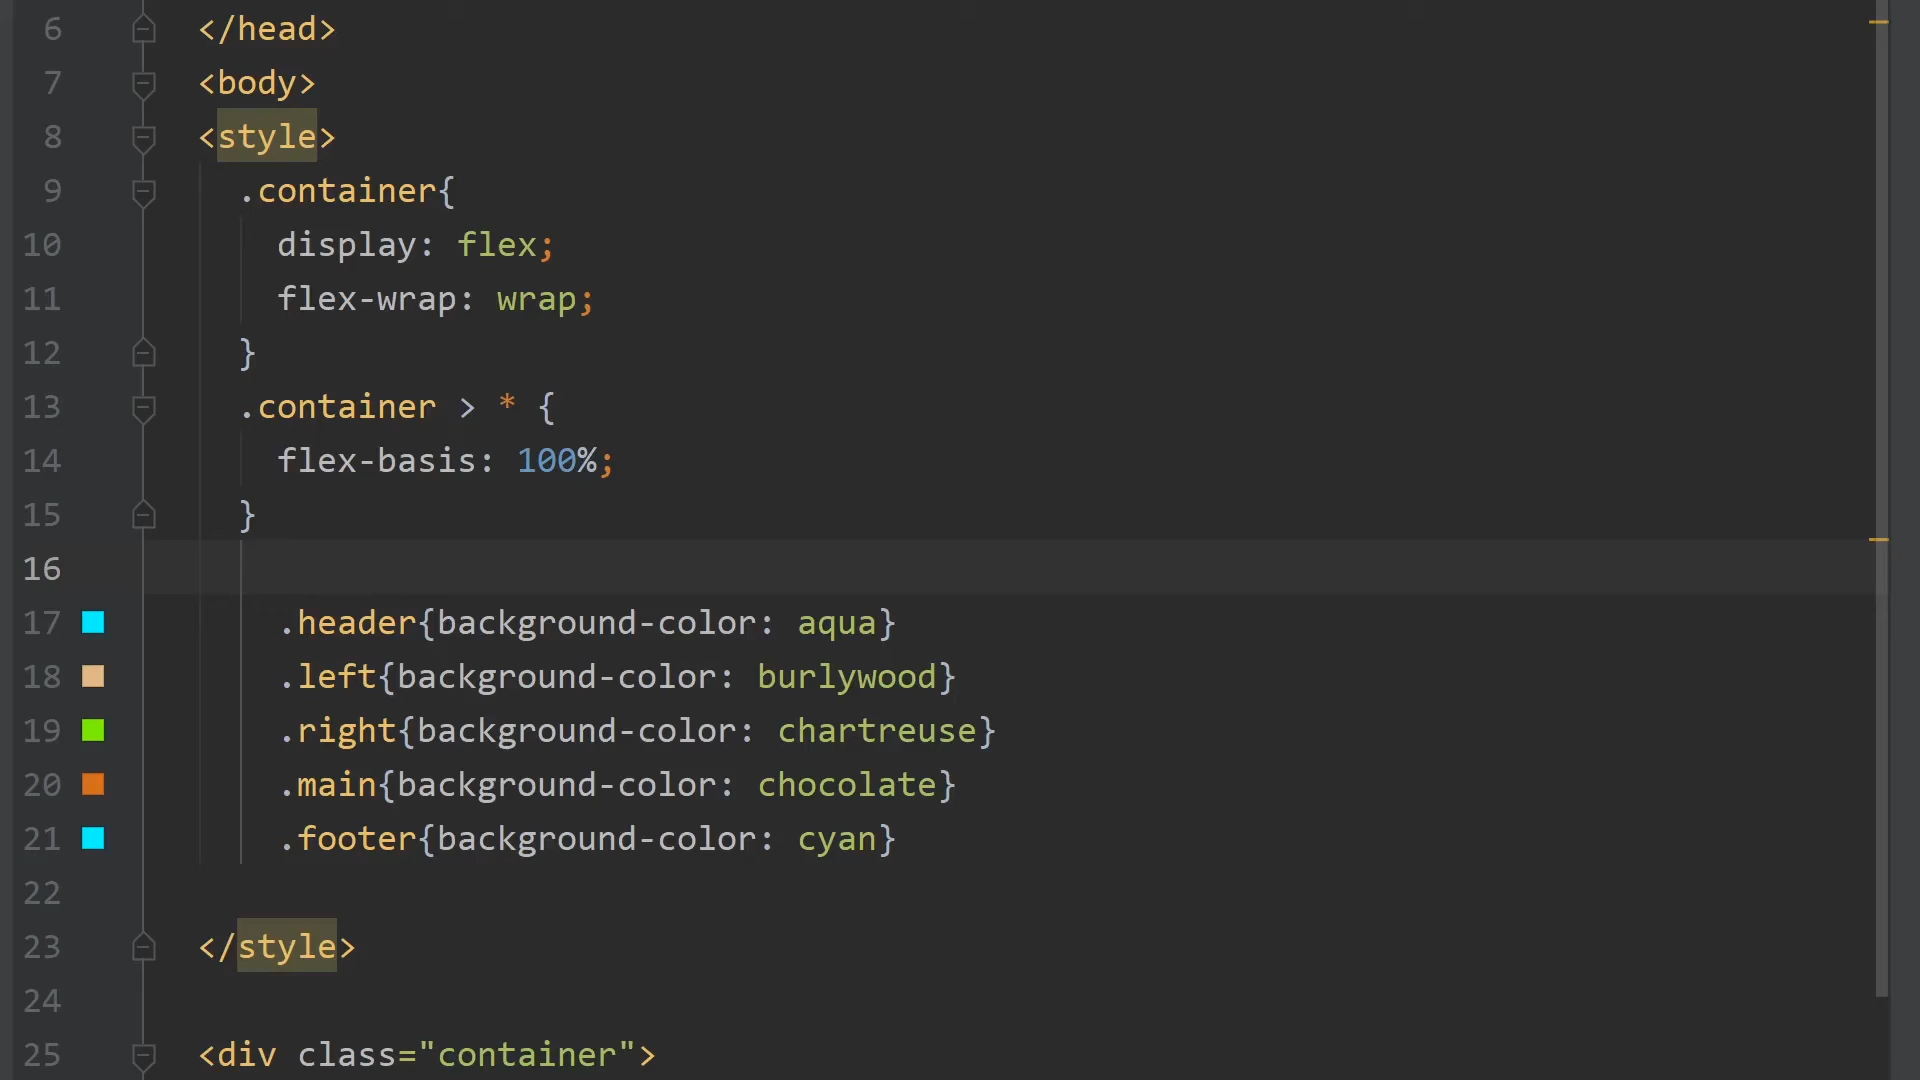 6 </head>
7 <body>
8 <style>
9 .container{
10 display: flex;
11 flex-wrap: wrap;
12 }
13 .container > * {
14 flex-basis: 100%;
15 }
16
17 .header{background-color: aqua}
18 .left{background-color: burlywood}
19 .right{background-color: chartreuse}
20 .main{background-color: chocolate}
21 .footer{background-color: cyan}
22
23 </style>
24
25 <div class="container">